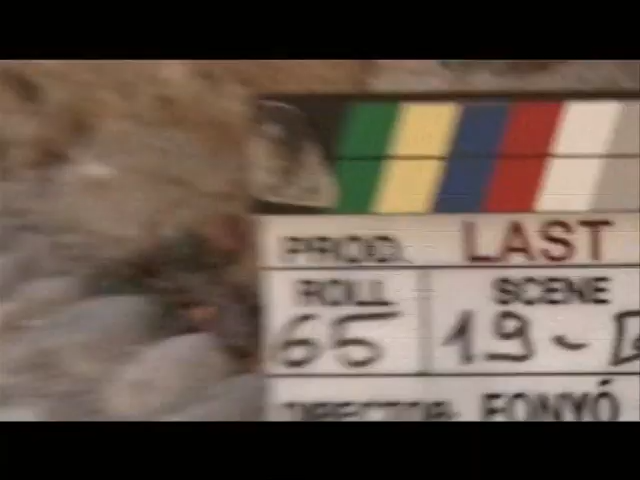 PROD. LAST
ROLL SCENE
65 19-
DIRECTOR: FONYÓ